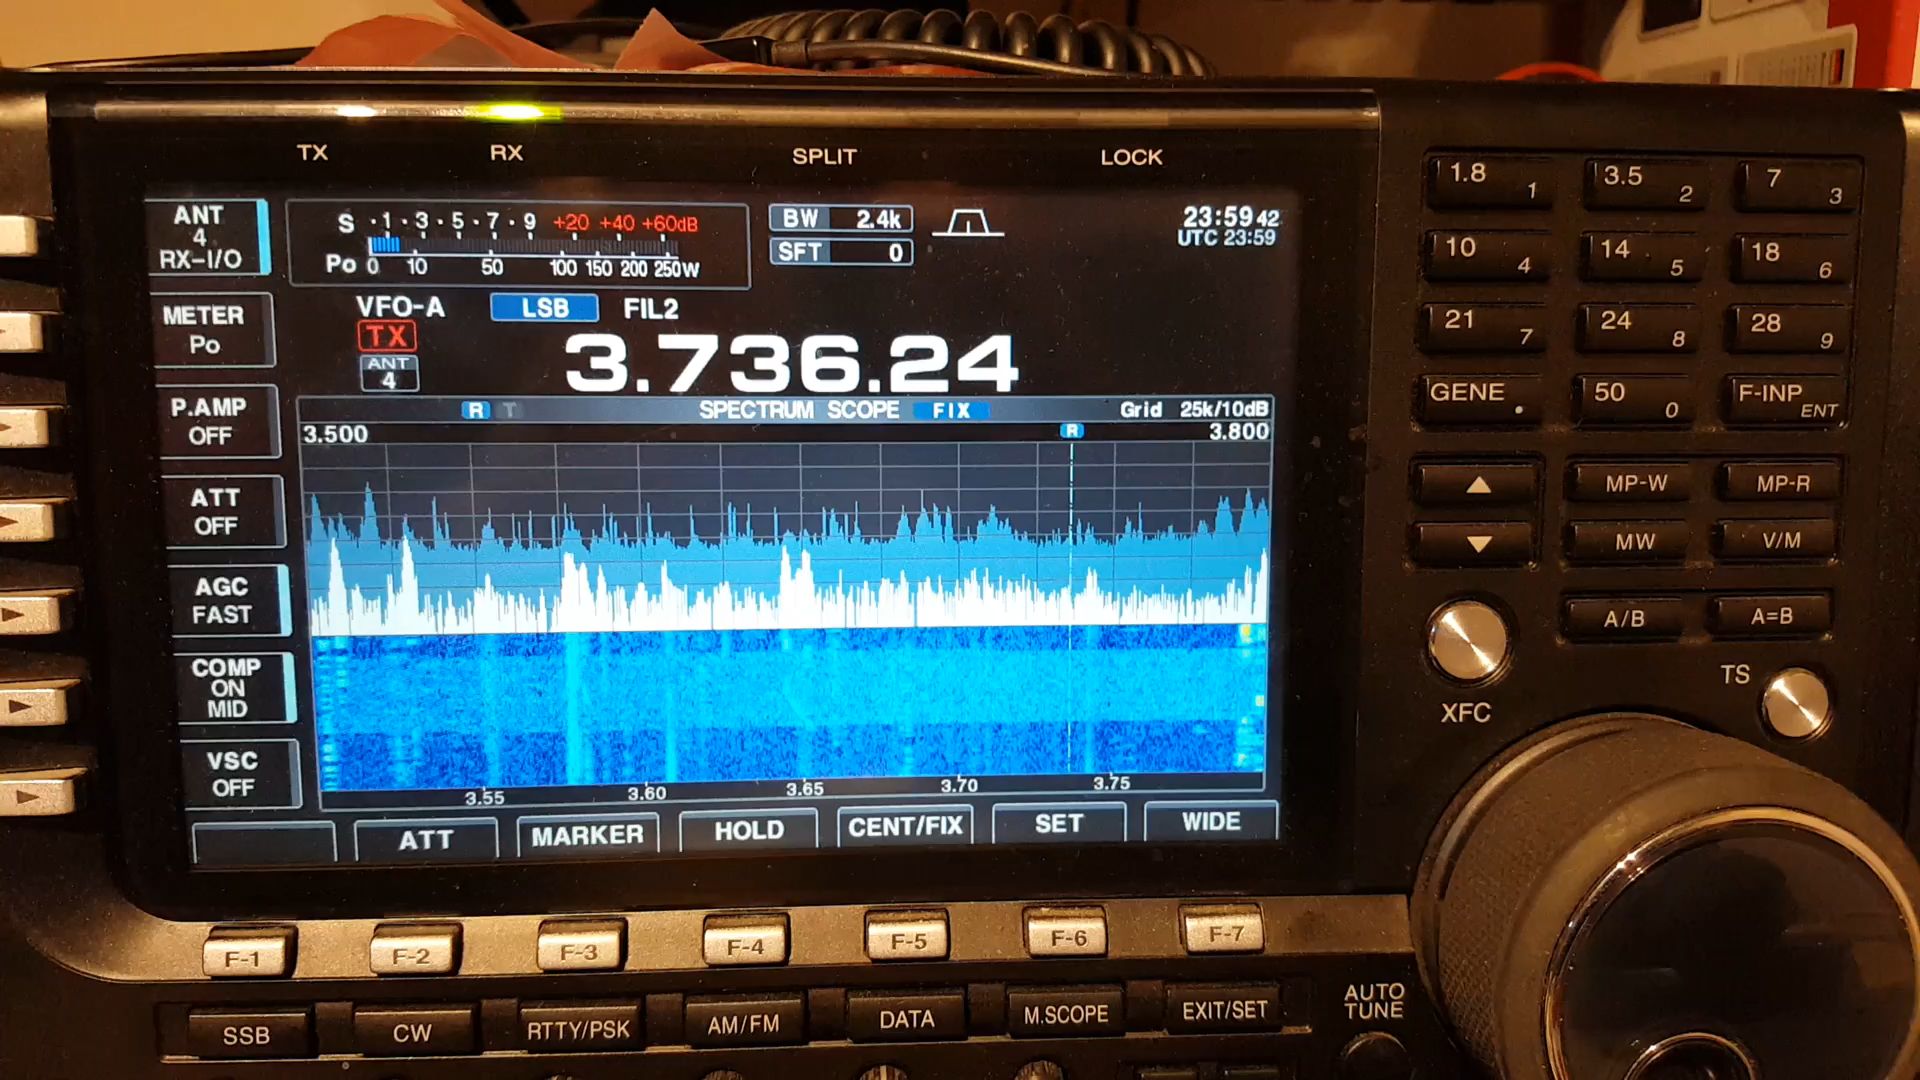 TX RX SPLIT LOCK
ANT
4
RX-I/O
S ·1·3·5·7·9 +20 +40 +60dB
Po 0 10 50 100 150 200 250W
BW 2.4k
SFT 0
23:59 42
UTC 23:59
METER
Po
VFO-A LSB FIL2
TX
ANT
4
3.736.24
P.AMP
OFF
R T SPECTRUM SCOPE FIX Grid 25k/10dB
3.500 R 3.800
ATT
OFF
AGC
FAST
COMP
ON
MID
VSC
OFF
3.55 3.60 3.65 3.70 3.75
ATT MARKER HOLD CENT/FIX SET WIDE
F-1 F-2 F-3 F-4 F-5 F-6 F-7
SSB CW RTTY/PSK AM/FM DATA M.SCOPE EXIT/SET
1.8 1 3.5 2 7 3
10 4 14 5 18 6
21 7 24 8 28 9
GENE . 50 0 F-INP ENT
MP-W MP-R
MW V/M
A/B A=B
XFC
TS
AUTO
TUNE